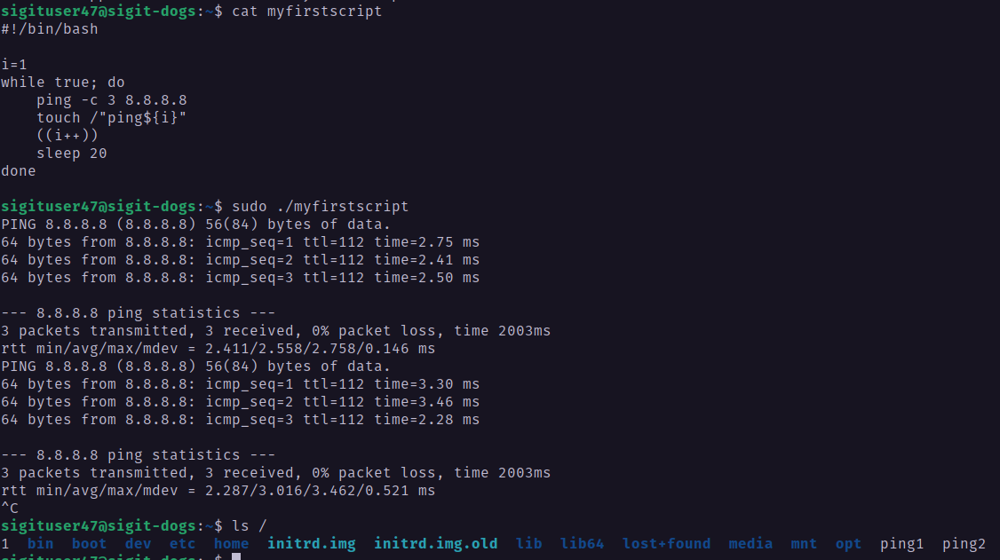 sigituser47@sigit-dogs:~$ cat myfirstscript
#!/bin/bash
i=1
while true; do
    ping -c 3 8.8.8.8
    touch /"ping${i}"
    ((i++))
    sleep 20
done
sigituser47@sigit-dogs:~$ sudo ./myfirstscript
PING 8.8.8.8 (8.8.8.8) 56(84) bytes of data.
64 bytes from 8.8.8.8: icmp_seq=1 ttl=112 time=2.75 ms
64 bytes from 8.8.8.8: icmp_seq=2 ttl=112 time=2.41 ms
64 bytes from 8.8.8.8: icmp_seq=3 ttl=112 time=2.50 ms
--- 8.8.8.8 ping statistics ---
3 packets transmitted, 3 received, 0% packet loss, time 2003ms
rtt min/avg/max/mdev = 2.411/2.558/2.758/0.146 ms
PING 8.8.8.8 (8.8.8.8) 56(84) bytes of data.
64 bytes from 8.8.8.8: icmp_seq=1 ttl=112 time=3.30 ms
64 bytes from 8.8.8.8: icmp_seq=2 ttl=112 time=3.46 ms
64 bytes from 8.8.8.8: icmp_seq=3 ttl=112 time=2.28 ms
--- 8.8.8.8 ping statistics ---
3 packets transmitted, 3 received, 0% packet loss, time 2003ms
rtt min/avg/max/mdev = 2.287/3.016/3.462/0.521 ms
^C
sigituser47@sigit-dogs:~$ ls /
1  bin  boot  dev  etc  home  initrd.img  initrd.img.old  lib  lib64  lost+found  media  mnt  opt  ping1  ping2
sigituser47@sigit-dogs:~$